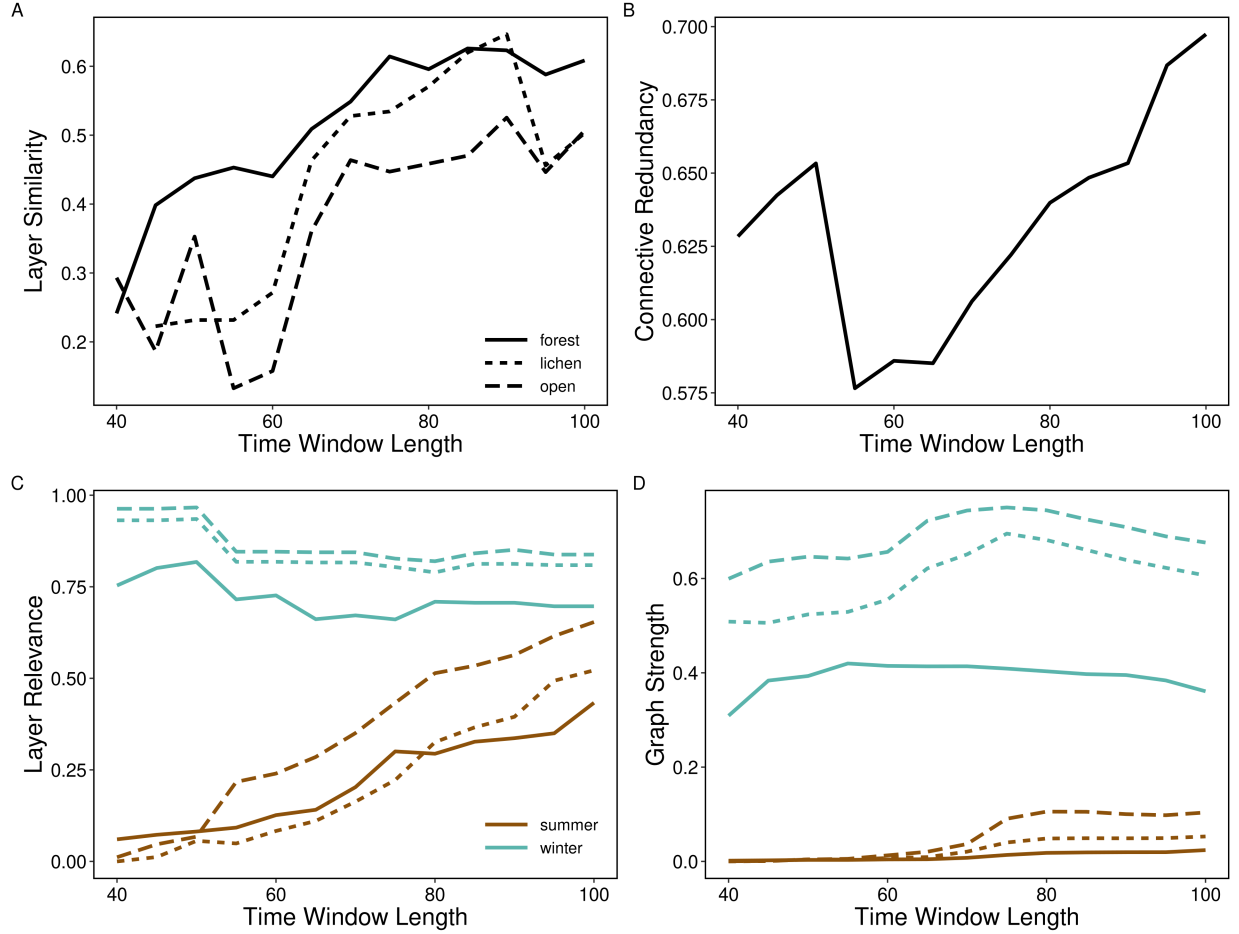 A
Layer Similarity
0.6
0.5
0.4
0.3
0.2
forest
lichen
open
40
60
80
100
Time Window Length
B
Connective Redundancy
0.700
0.675
0.650
0.625
0.600
0.575
40
60
80
100
Time Window Length
C
Layer Relevance
1.00
0.75
0.50
0.25
0.00
summer
winter
40
60
80
100
Time Window Length
D
Graph Strength
0.6
0.4
0.2
0.0
40
60
80
100
Time Window Length